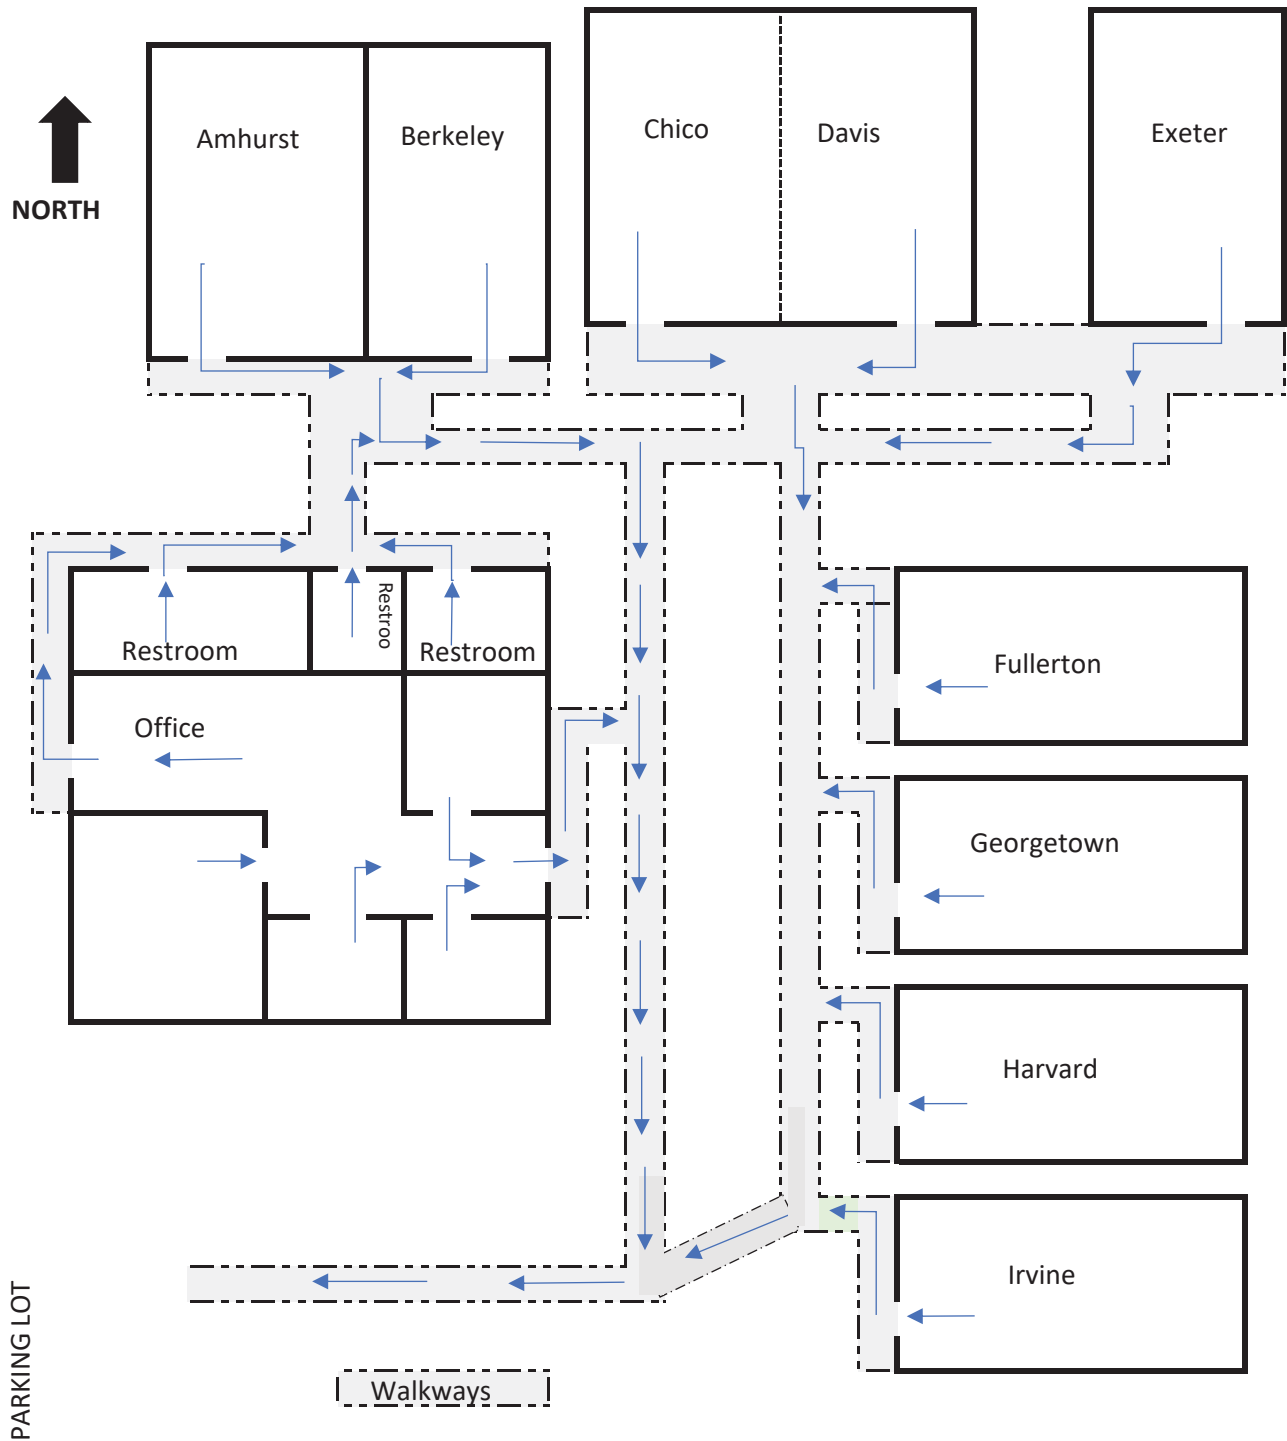 Amhurst
Berkeley
Chico
Davis
Exeter
NORTH
Restroom
Restroo
Restroom
Office
Fullerton
Georgetown
Harvard
Irvine
PARKING LOT
Walkways